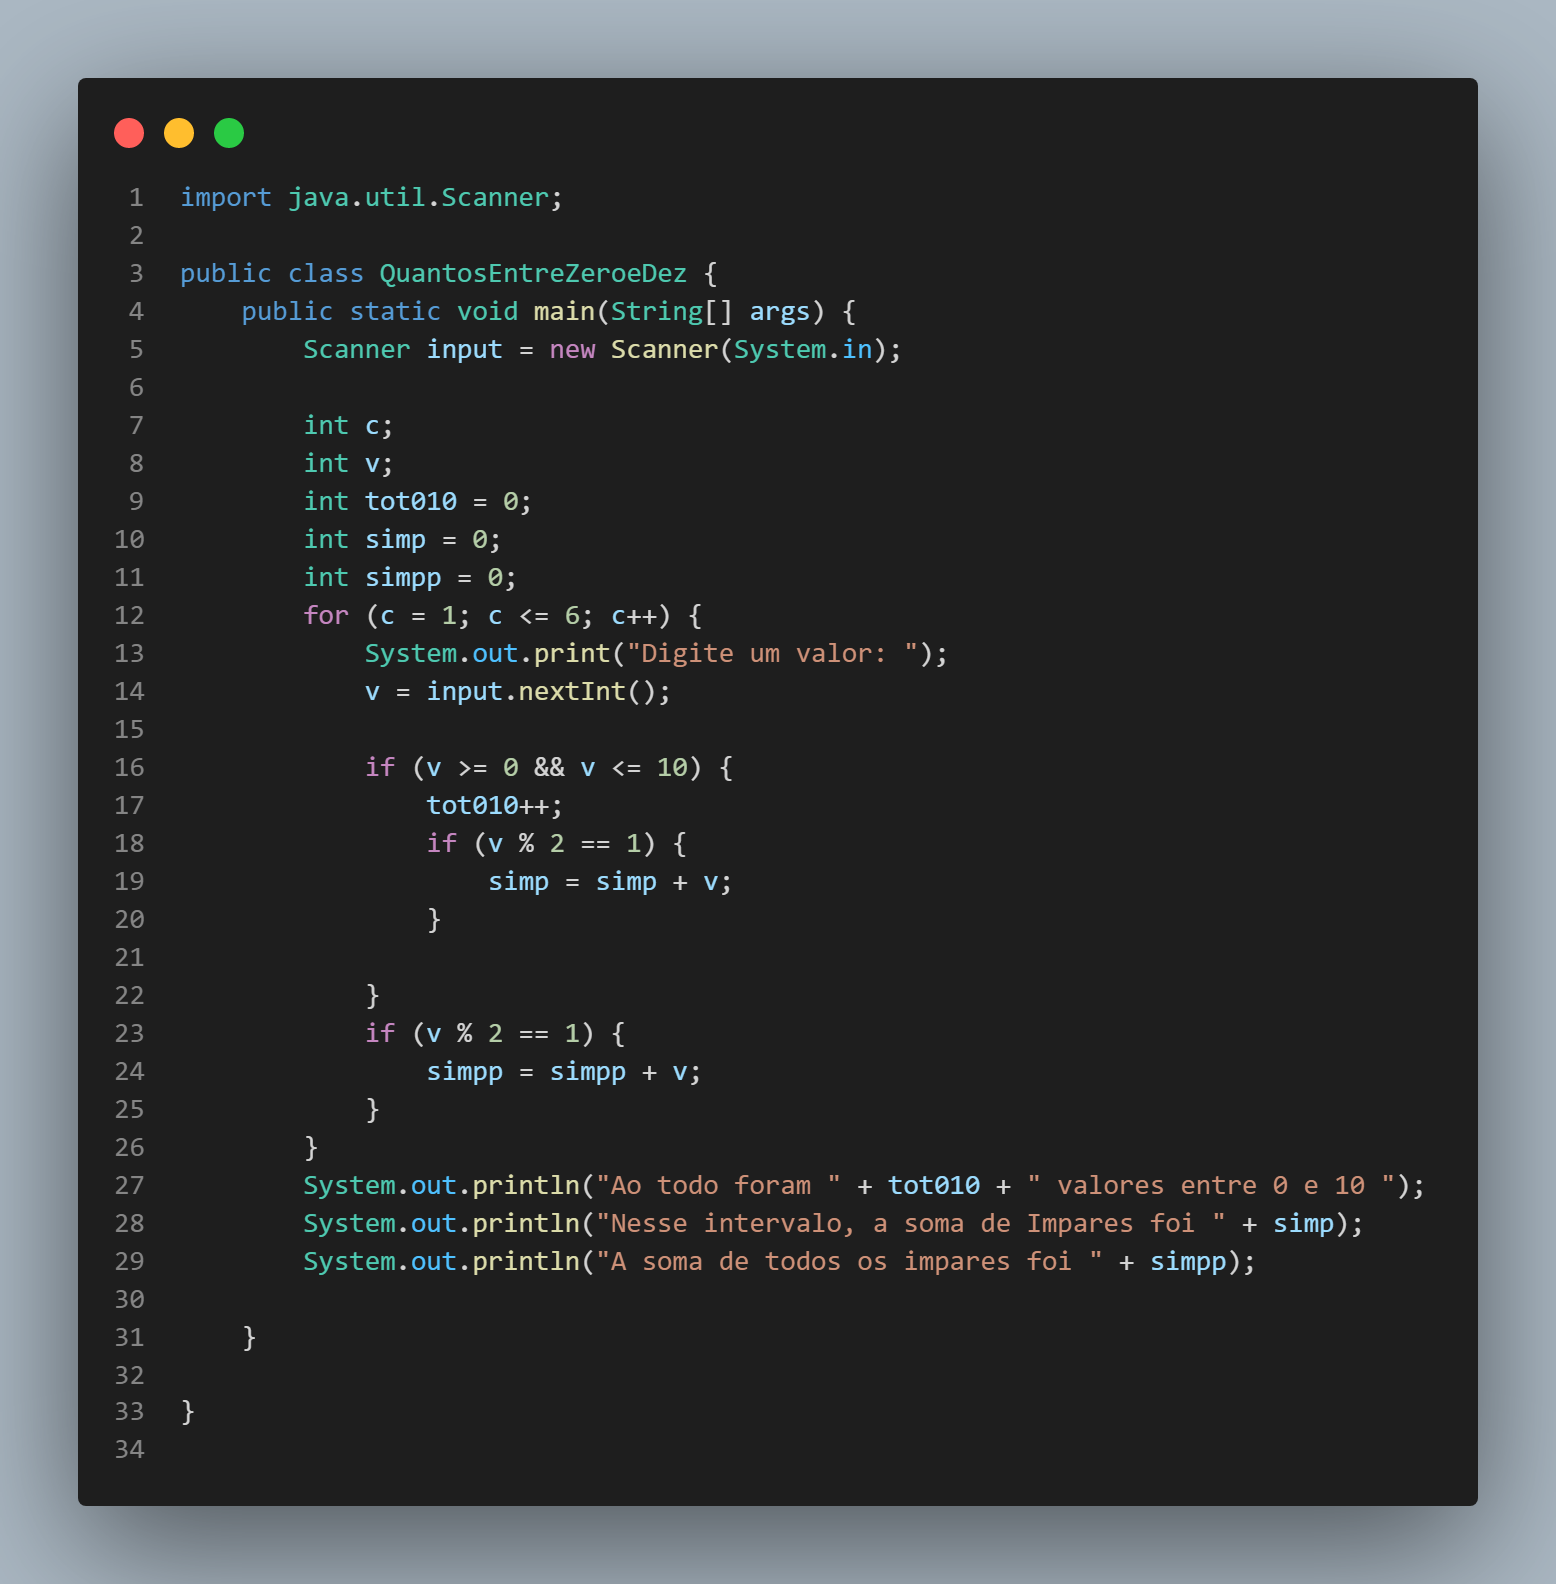 1 import java.util.Scanner;
2
3 public class QuantosEntreZeroeDez {
4     public static void main(String[] args) {
5         Scanner input = new Scanner(System.in);
6
7         int c;
8         int v;
9         int tot010 = 0;
10         int simp = 0;
11         int simpp = 0;
12         for (c = 1; c <= 6; c++) {
13             System.out.print("Digite um valor: ");
14             v = input.nextInt();
15
16             if (v >= 0 && v <= 10) {
17                 tot010++;
18                 if (v % 2 == 1) {
19                     simp = simp + v;
20                 }
21
22             }
23             if (v % 2 == 1) {
24                 simpp = simpp + v;
25             }
26         }
27         System.out.println("Ao todo foram " + tot010 + " valores entre 0 e 10 ");
28         System.out.println("Nesse intervalo, a soma de Impares foi " + simp);
29         System.out.println("A soma de todos os impares foi " + simpp);
30
31     }
32
33 }
34